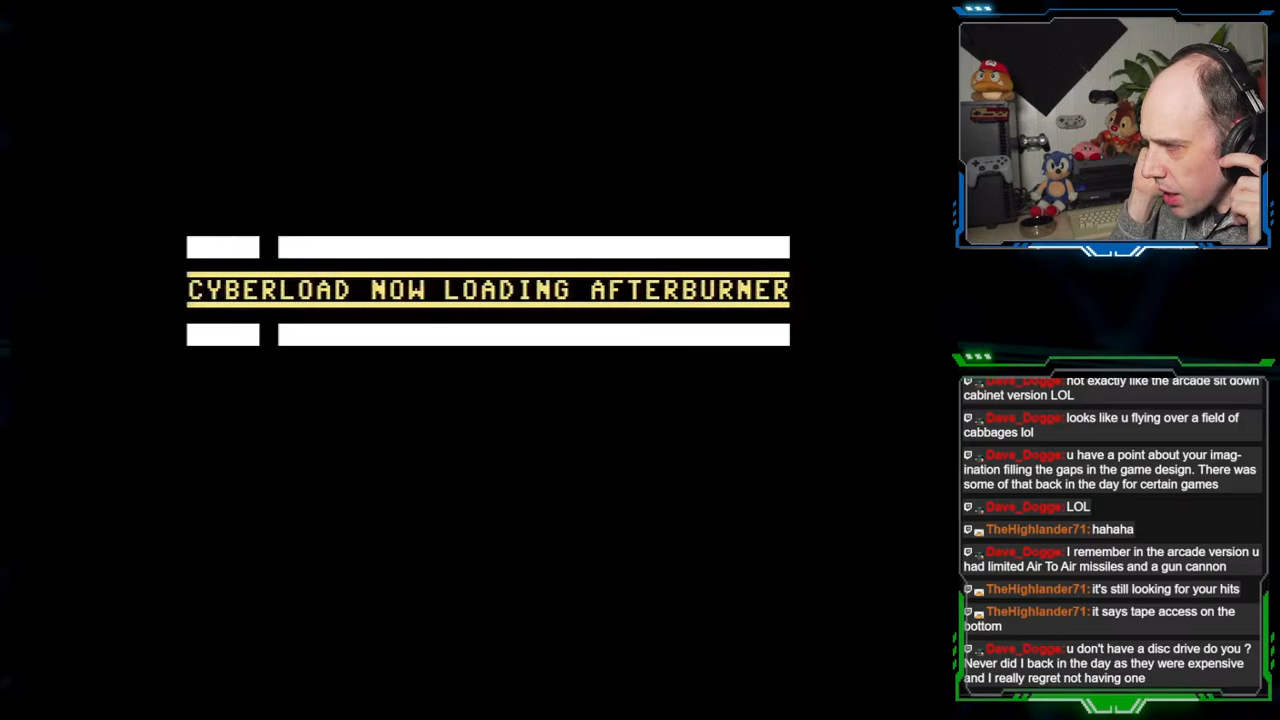 CYBERLOAD NOW LOADING AFTERBURNER
Dave_Dogge: not exactly like the arcade sit down
cabinet version LOL
Dave_Dogge: looks like u flying over a field of
cabbages lol
Dave_Dogge: u have a point about your imag-
ination filling the gaps in the game design. There was
some of that back in the day for certain games
Dave_Dogge: LOL
TheHighlander71: hahaha
Dave_Dogge: I remember in the arcade version u
had limited Air To Air missiles and a gun cannon
TheHighlander71: it's still looking for your hits
TheHighlander71: it says tape access on the
bottom
Dave_Dogge: u don't have a disc drive do you ?
Never did I back in the day as they were expensive
and I really regret not having one